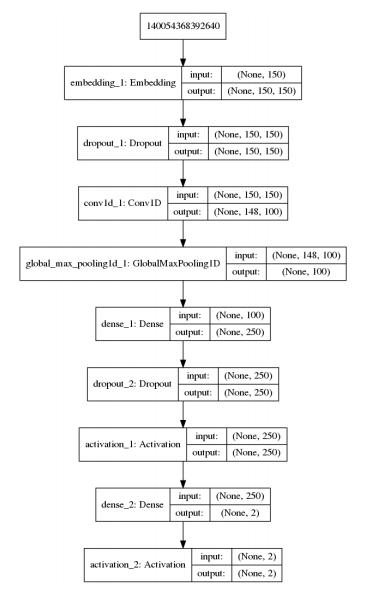 140054368392640
embedding_1: Embedding
input: (None, 150)
output: (None, 150, 150)
dropout_1: Dropout
input: (None, 150, 150)
output: (None, 150, 150)
conv1d_1: Conv1D
input: (None, 150, 150)
output: (None, 148, 100)
global_max_pooling1d_1: GlobalMaxPooling1D
input: (None, 148, 100)
output: (None, 100)
dense_1: Dense
input: (None, 100)
output: (None, 250)
dropout_2: Dropout
input: (None, 250)
output: (None, 250)
activation_1: Activation
input: (None, 250)
output: (None, 250)
dense_2: Dense
input: (None, 250)
output: (None, 2)
activation_2: Activation
input: (None, 2)
output: (None, 2)